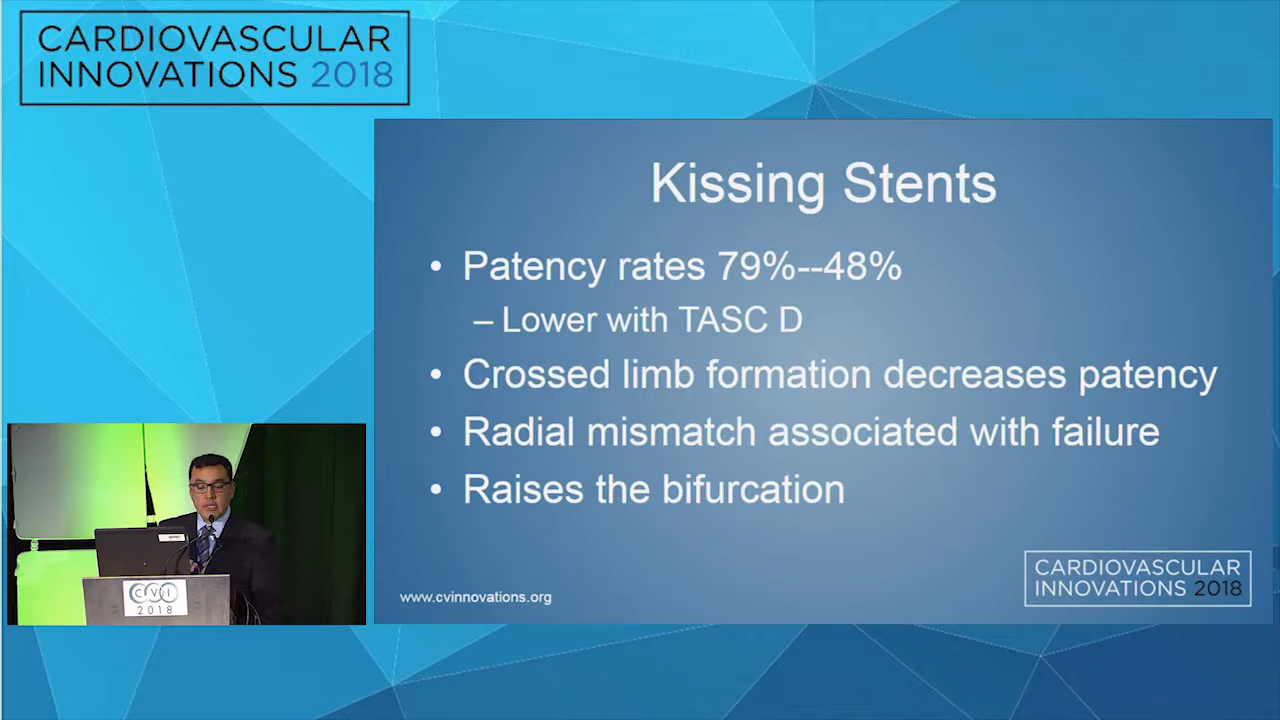 CARDIOVASCULAR
INNOVATIONS 2018
Kissing Stents
• Patency rates 79%--48%
– Lower with TASC D
• Crossed limb formation decreases patency
• Radial mismatch associated with failure
• Raises the bifurcation
www.cvinnovations.org
CARDIOVASCULAR
INNOVATIONS 2018
CVI
2018